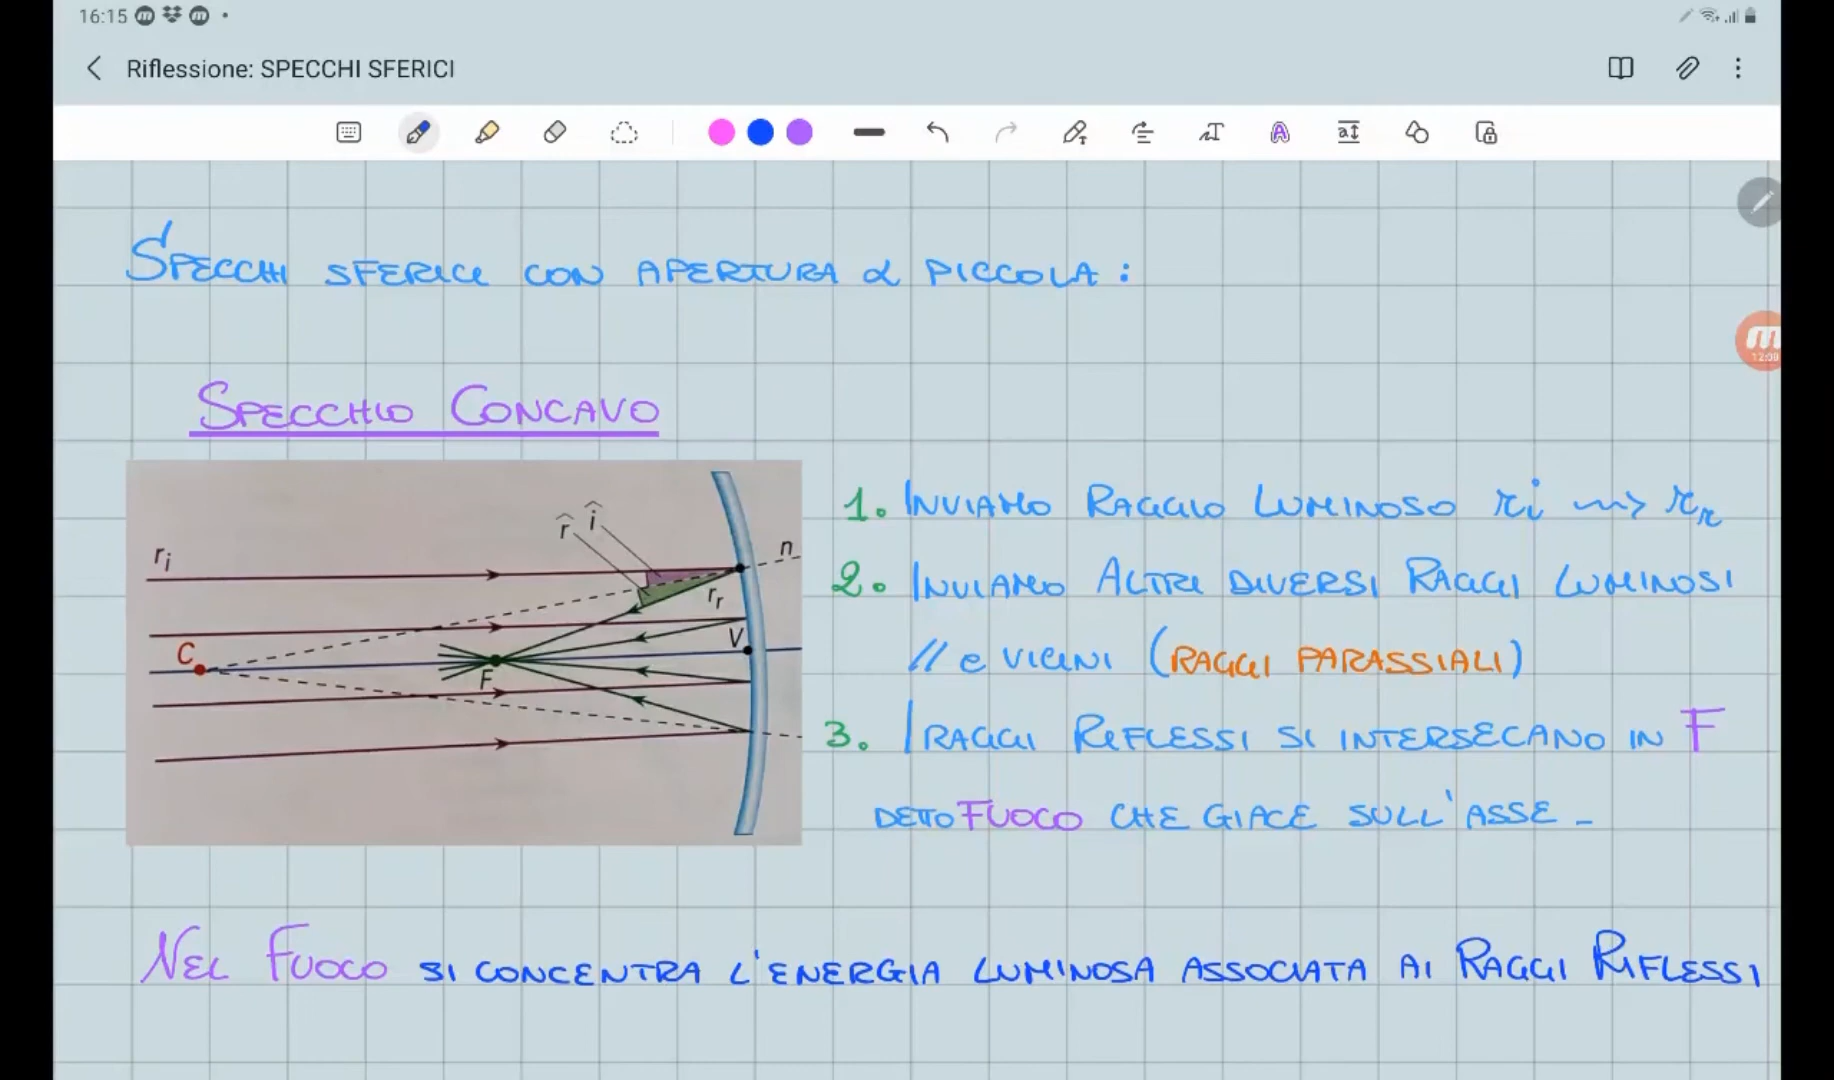 16:15
Riflessione: SPECCHI SFERICI
12:00
SPECCHI SFERICI CON APERTURA α PICCOLA:
SPECCHIO CONCAVO
r̂ î
n
ri
rr
V
C
F
1. INVIAMO RAGGIO LUMINOSO ri ~> rr
2. INVIAMO ALTRI DIVERSI RAGGI LUMINOSI
// e VICINI (RAGGI PARASSIALI)
3. I RAGGI RIFLESSI SI INTERSECANO IN F
DETTO FUOCO CHE GIACE SULL'ASSE -
NEL FUOCO SI CONCENTRA L'ENERGIA LUMINOSA ASSOCIATA AI RAGGI RIFLESSI